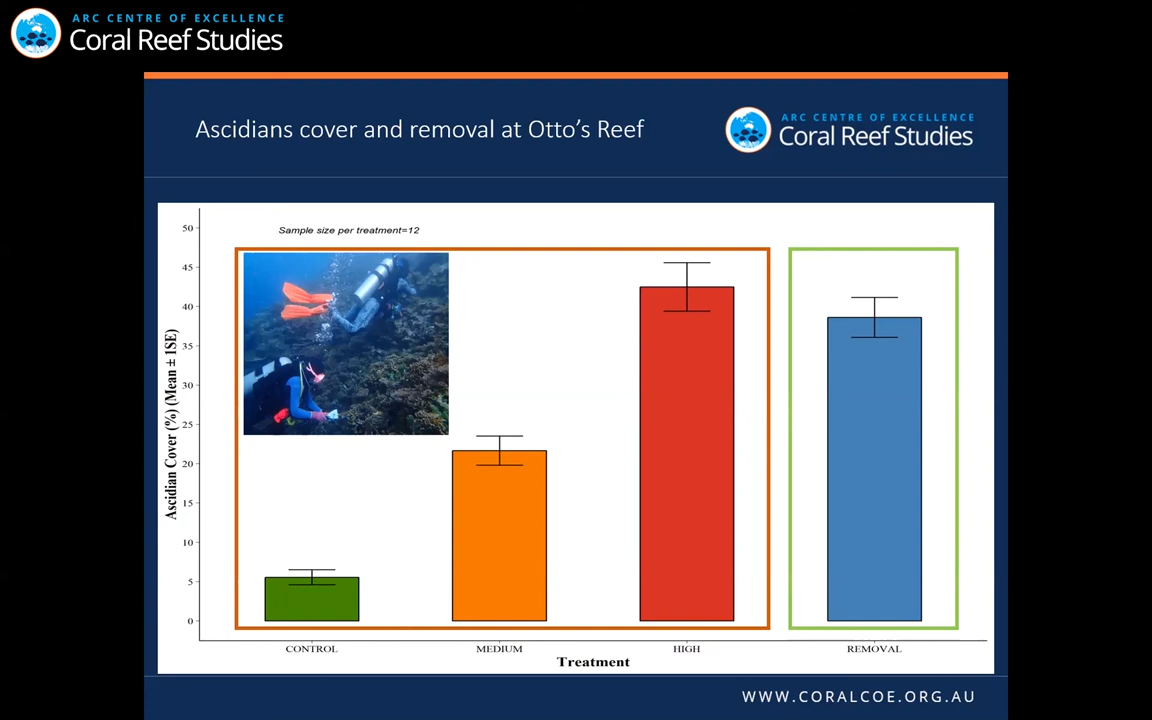 ARC CENTRE OF EXCELLENCE
Coral Reef Studies
Ascidians cover and removal at Otto's Reef
ARC CENTRE OF EXCELLENCE
Coral Reef Studies
Sample size per treatment=12
Ascidian Cover (%) (Mean ± 1SE)
50
45
40
35
30
25
20
15
10
5
0
CONTROL MEDIUM HIGH REMOVAL
Treatment
WWW.CORALCOE.ORG.AU